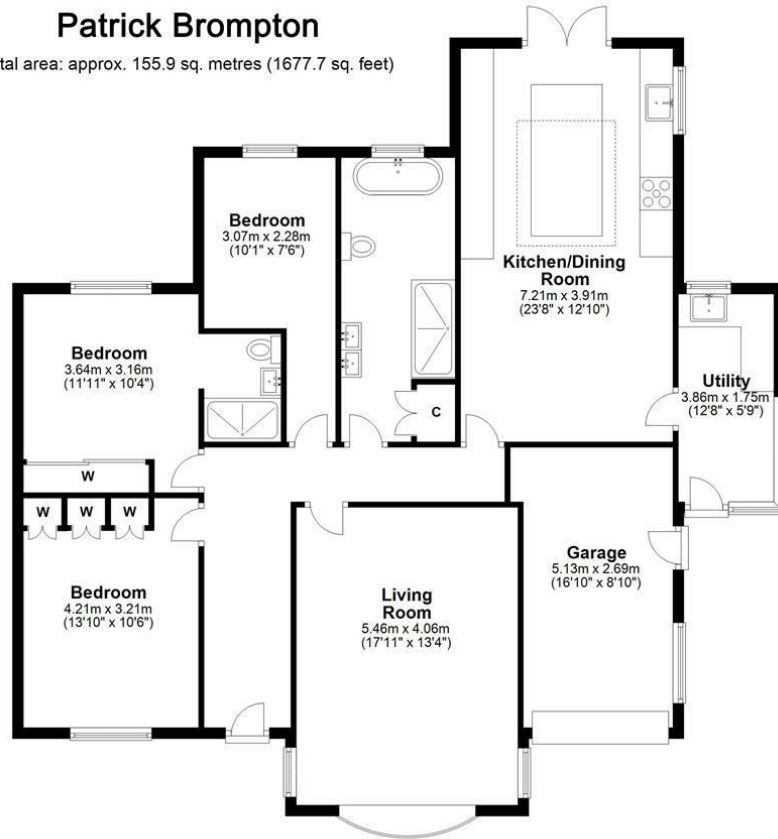 Patrick Brompton
tal area: approx. 155.9 sq. metres (1677.7 sq. feet)
Bedroom
3.07m x 2.28m
(10'1" x 7'6")
Kitchen/Dining
Room
7.21m x 3.91m
(23'8" x 12'10")
Bedroom
3.64m x 3.16m
(11'11" x 10'4")
Utility
3.86m x 1.75m
(12'8" x 5'9")
C
W
W
W
W
Bedroom
4.21m x 3.21m
(13'10" x 10'6")
Living
Room
5.46m x 4.06m
(17'11" x 13'4")
Garage
5.13m x 2.69m
(16'10" x 8'10")